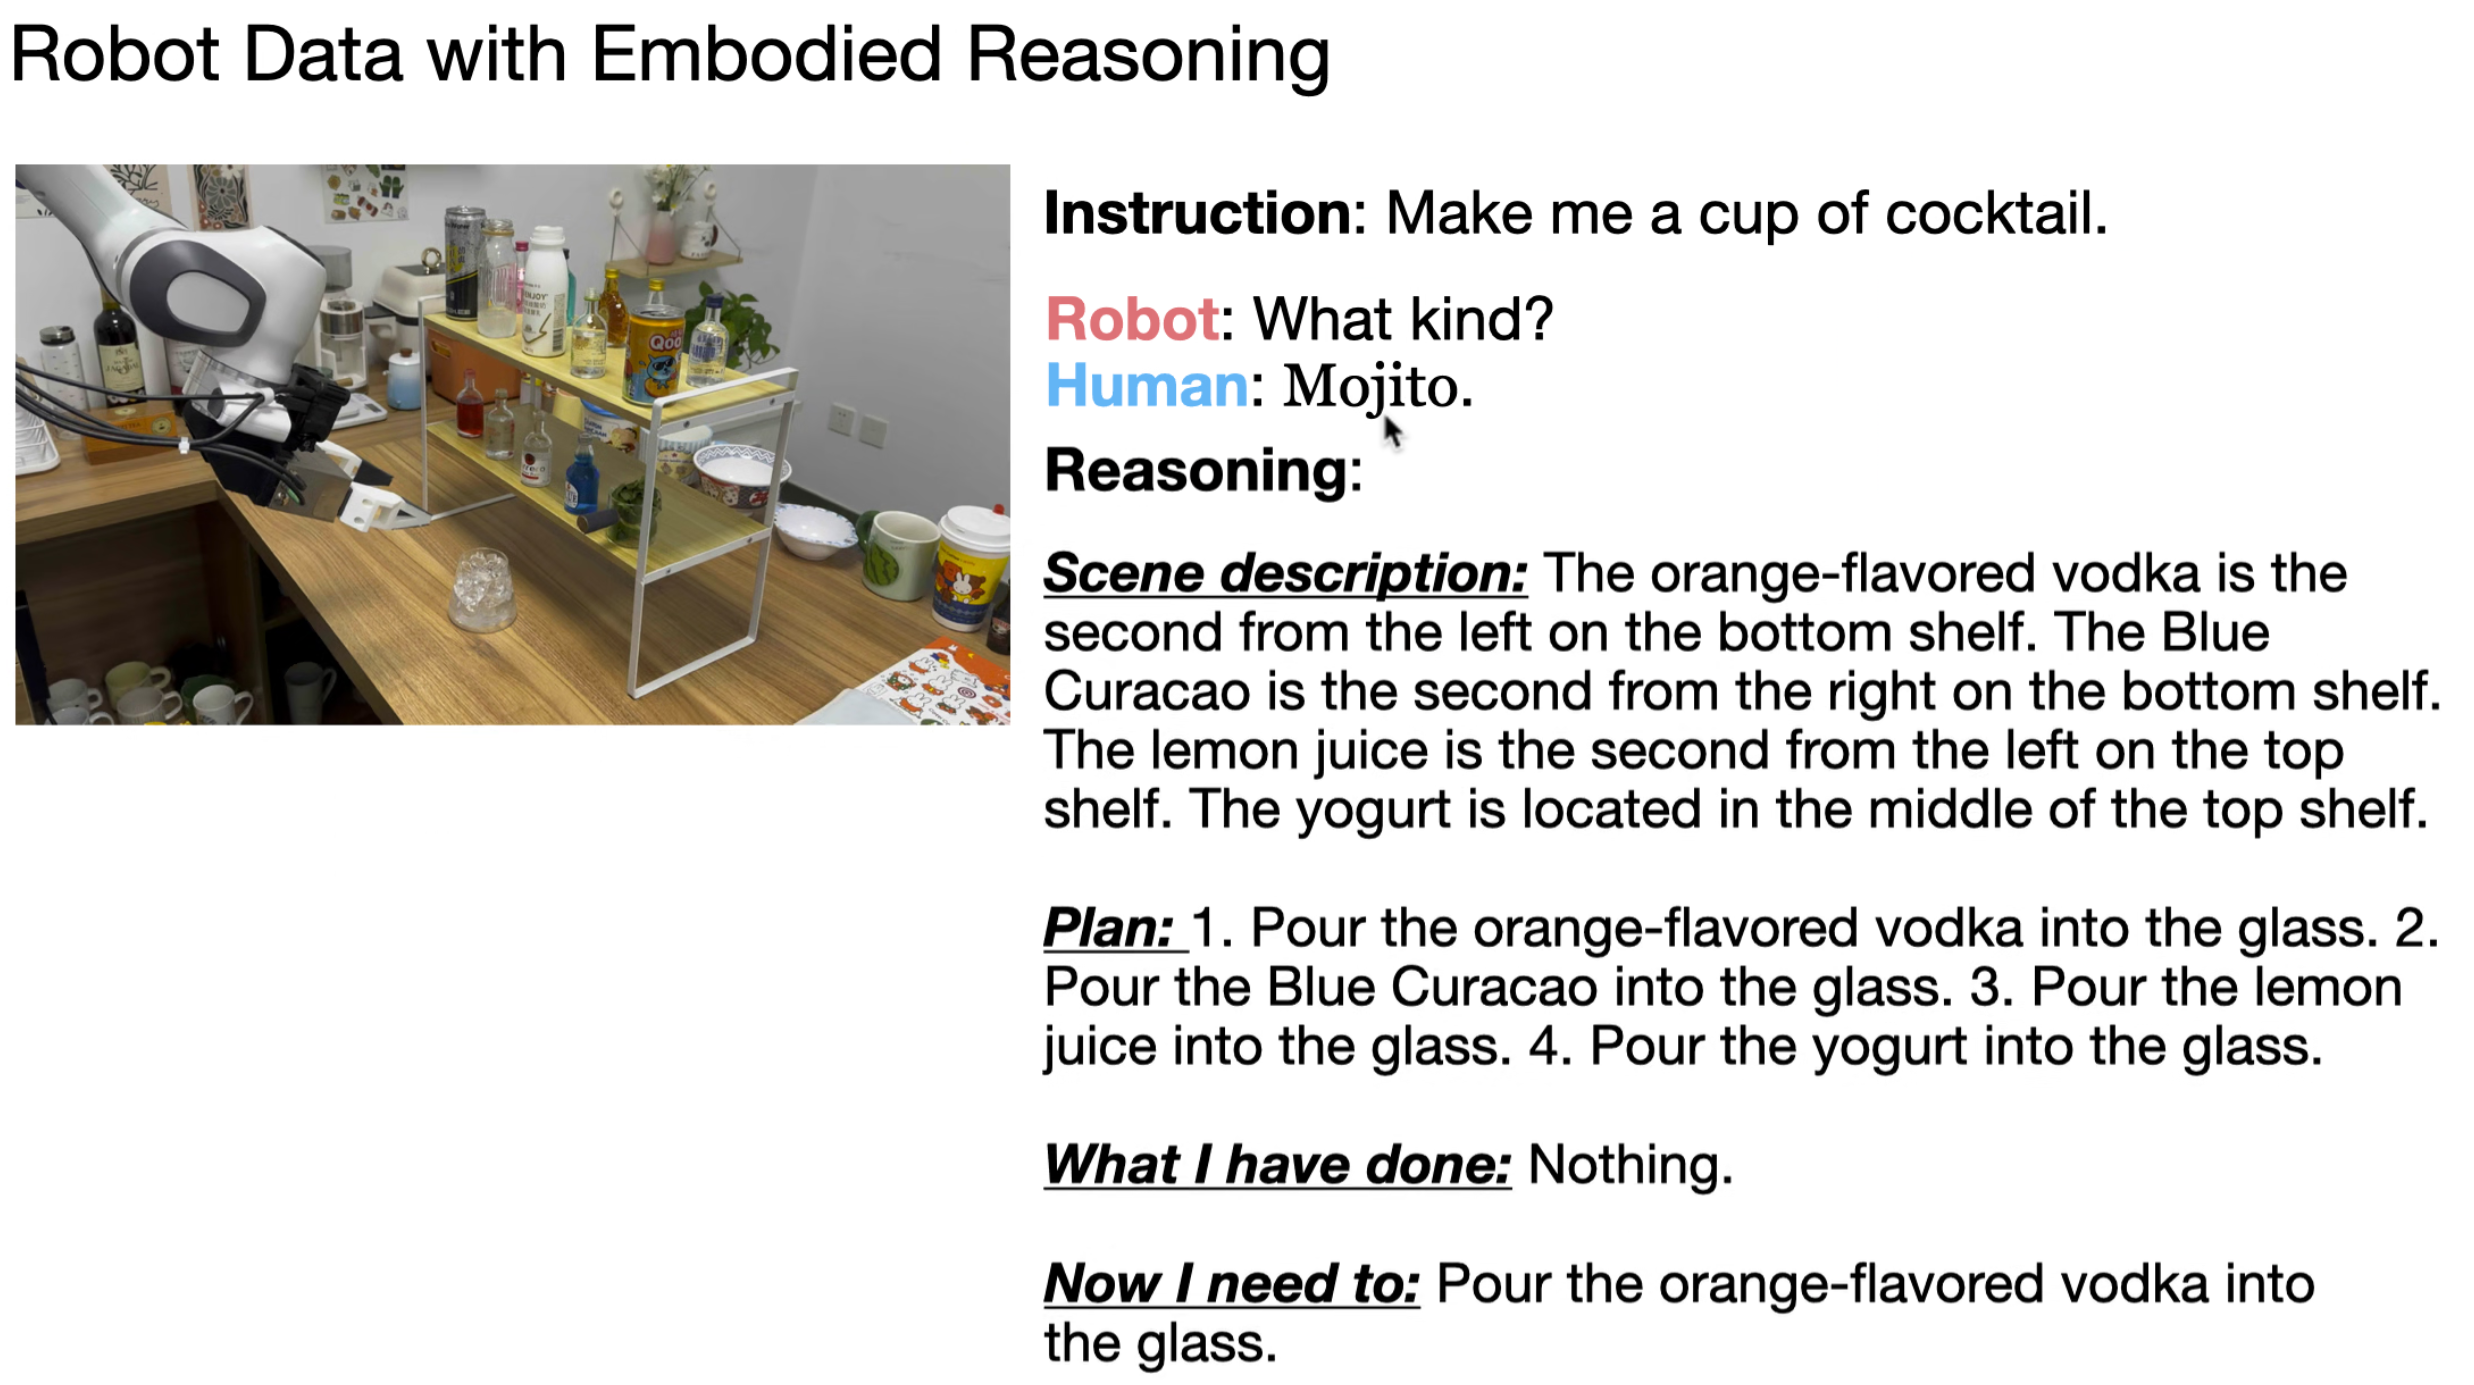 Robot Data with Embodied Reasoning
Instruction: Make me a cup of cocktail.
Robot: What kind?
Human: Mojito.
Reasoning:
Scene description: The orange-flavored vodka is the
second from the left on the bottom shelf. The Blue
Curacao is the second from the right on the bottom shelf.
The lemon juice is the second from the left on the top
shelf. The yogurt is located in the middle of the top shelf.
Plan: 1. Pour the orange-flavored vodka into the glass. 2.
Pour the Blue Curacao into the glass. 3. Pour the lemon
juice into the glass. 4. Pour the yogurt into the glass.
What I have done: Nothing.
Now I need to: Pour the orange-flavored vodka into
the glass.
Qoo